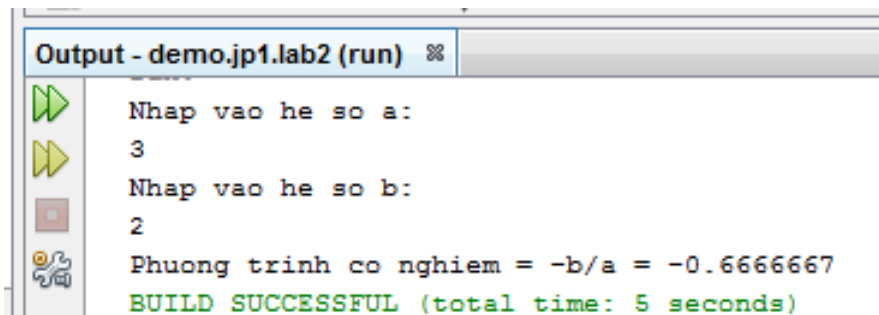 Output - demo.jp1.lab2 (run)
Nhap vao he so a:
3
Nhap vao he so b:
2
Phuong trinh co nghiem = -b/a = -0.6666667
BUILD SUCCESSFUL (total time: 5 seconds)